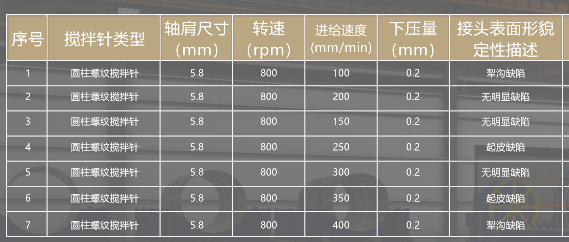 序号 搅拌针类型 轴肩尺寸（mm） 转速（rpm） 进给速度(mm/min) 下压量（mm） 接头表面形貌定性描述
1 圆柱螺纹搅拌针 5.8 800 100 0.2 犁沟缺陷
2 圆柱螺纹搅拌针 5.8 800 200 0.2 无明显缺陷
3 圆柱螺纹搅拌针 5.8 800 150 0.2 无明显缺陷
4 圆柱螺纹搅拌针 5.8 800 250 0.2 起皮缺陷
5 圆柱螺纹搅拌针 5.8 800 300 0.2 无明显缺陷
6 圆柱螺纹搅拌针 5.8 800 350 0.2 起皮缺陷
7 圆柱螺纹搅拌针 5.8 800 400 0.2 犁沟缺陷